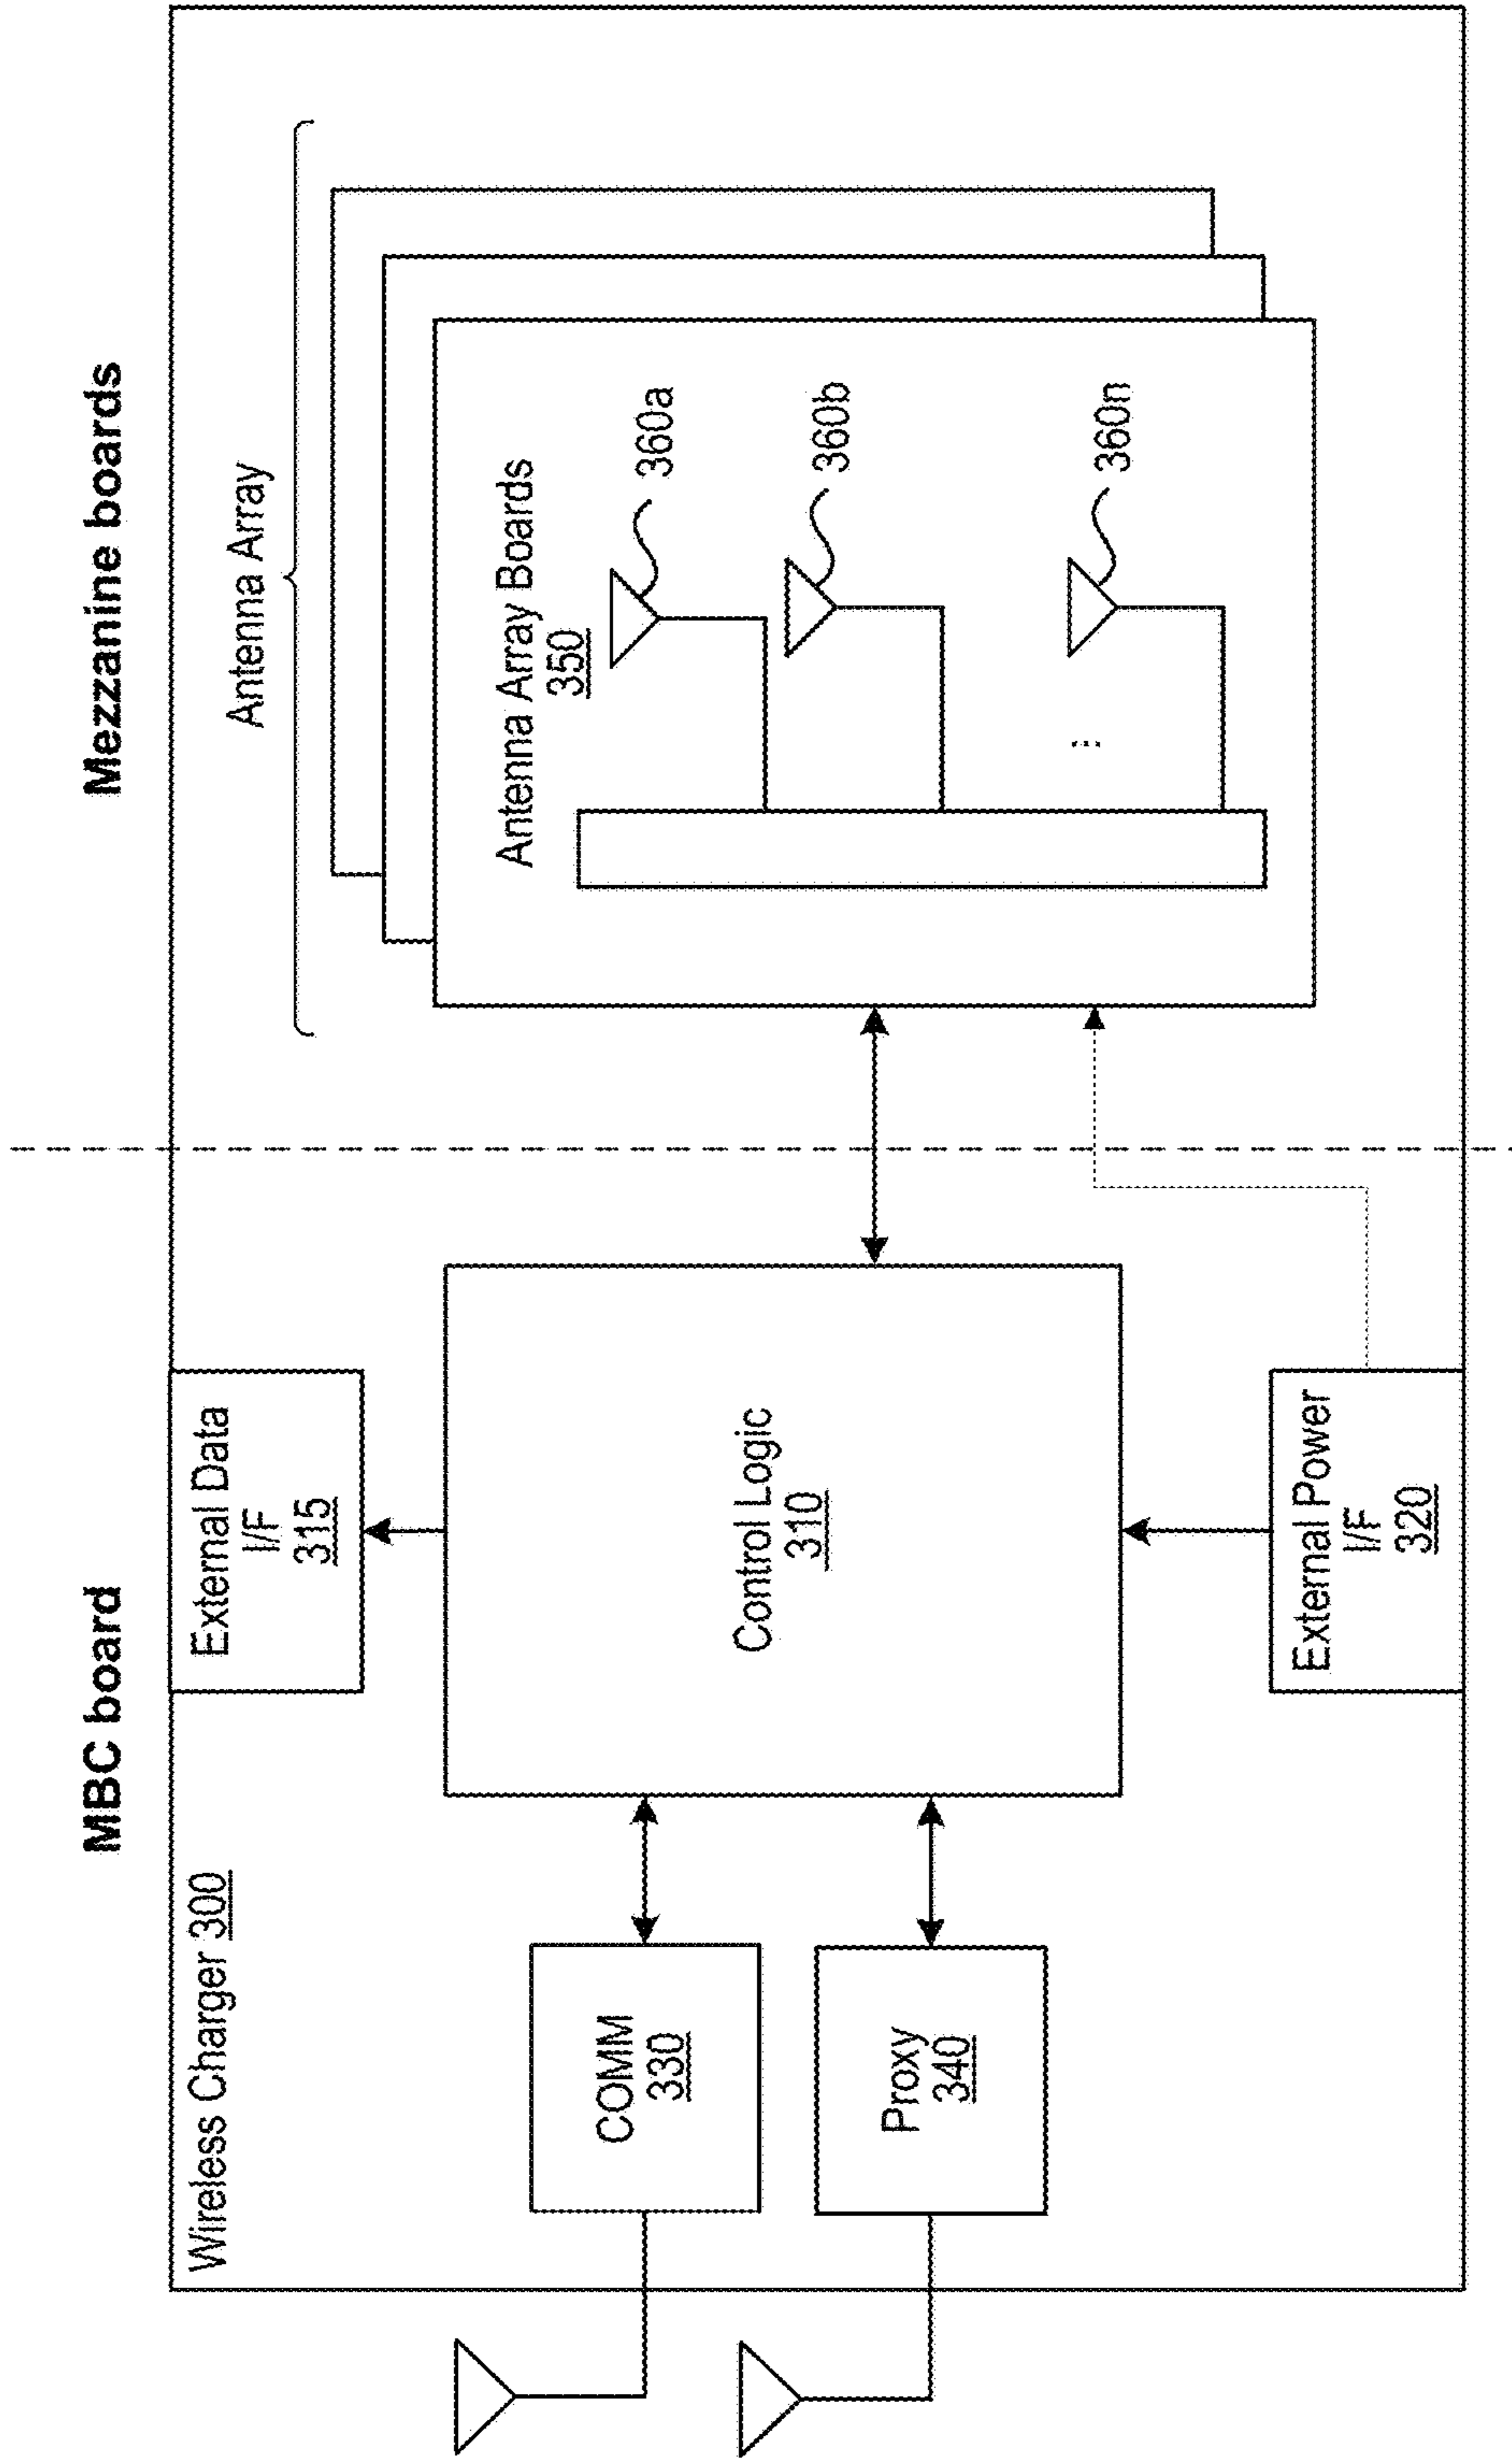 MBC board
Mezzanine boards
Wireless Charger 300
External Data
I/F
315
Antenna Array
COMM
330
Proxy
340
Control Logic
310
External Power
I/F
320
Antenna Array Boards
350
360a
360b
...
360n